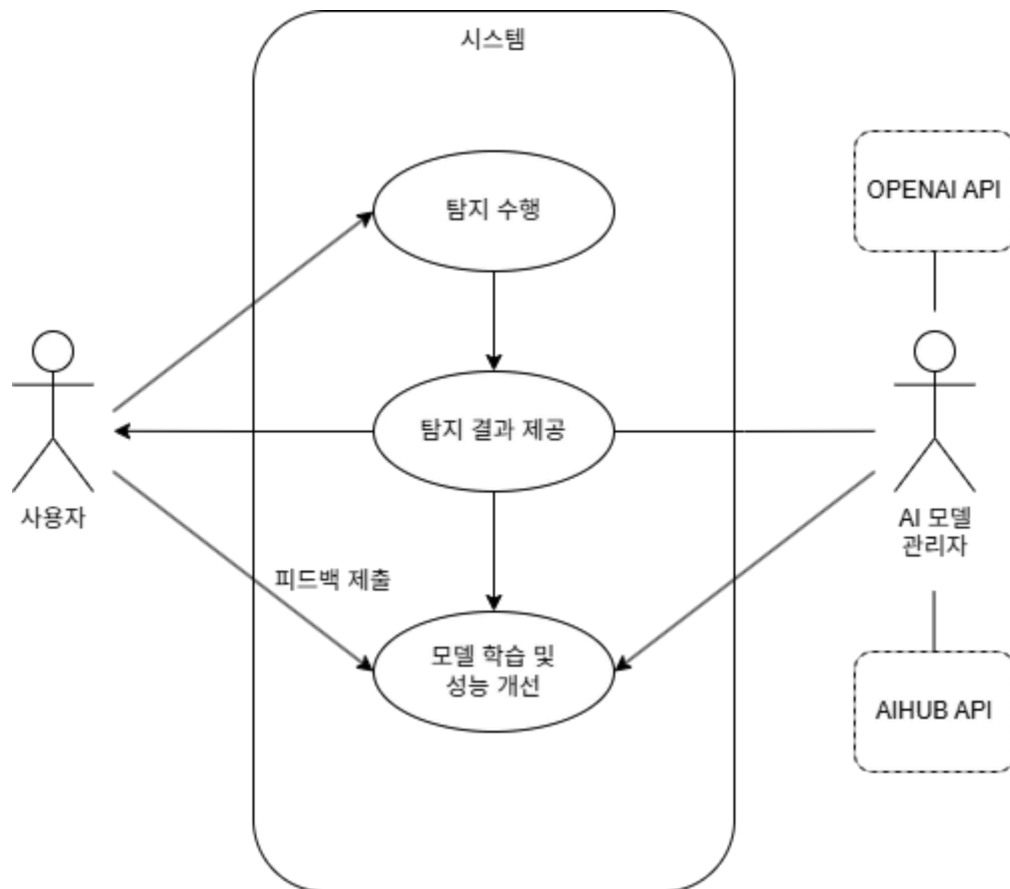 시스템
탐지 수행
OPENAI API
탐지 결과 제공
사용자
AI 모델
관리자
피드백 제출
모델 학습 및
성능 개선
AIHUB API